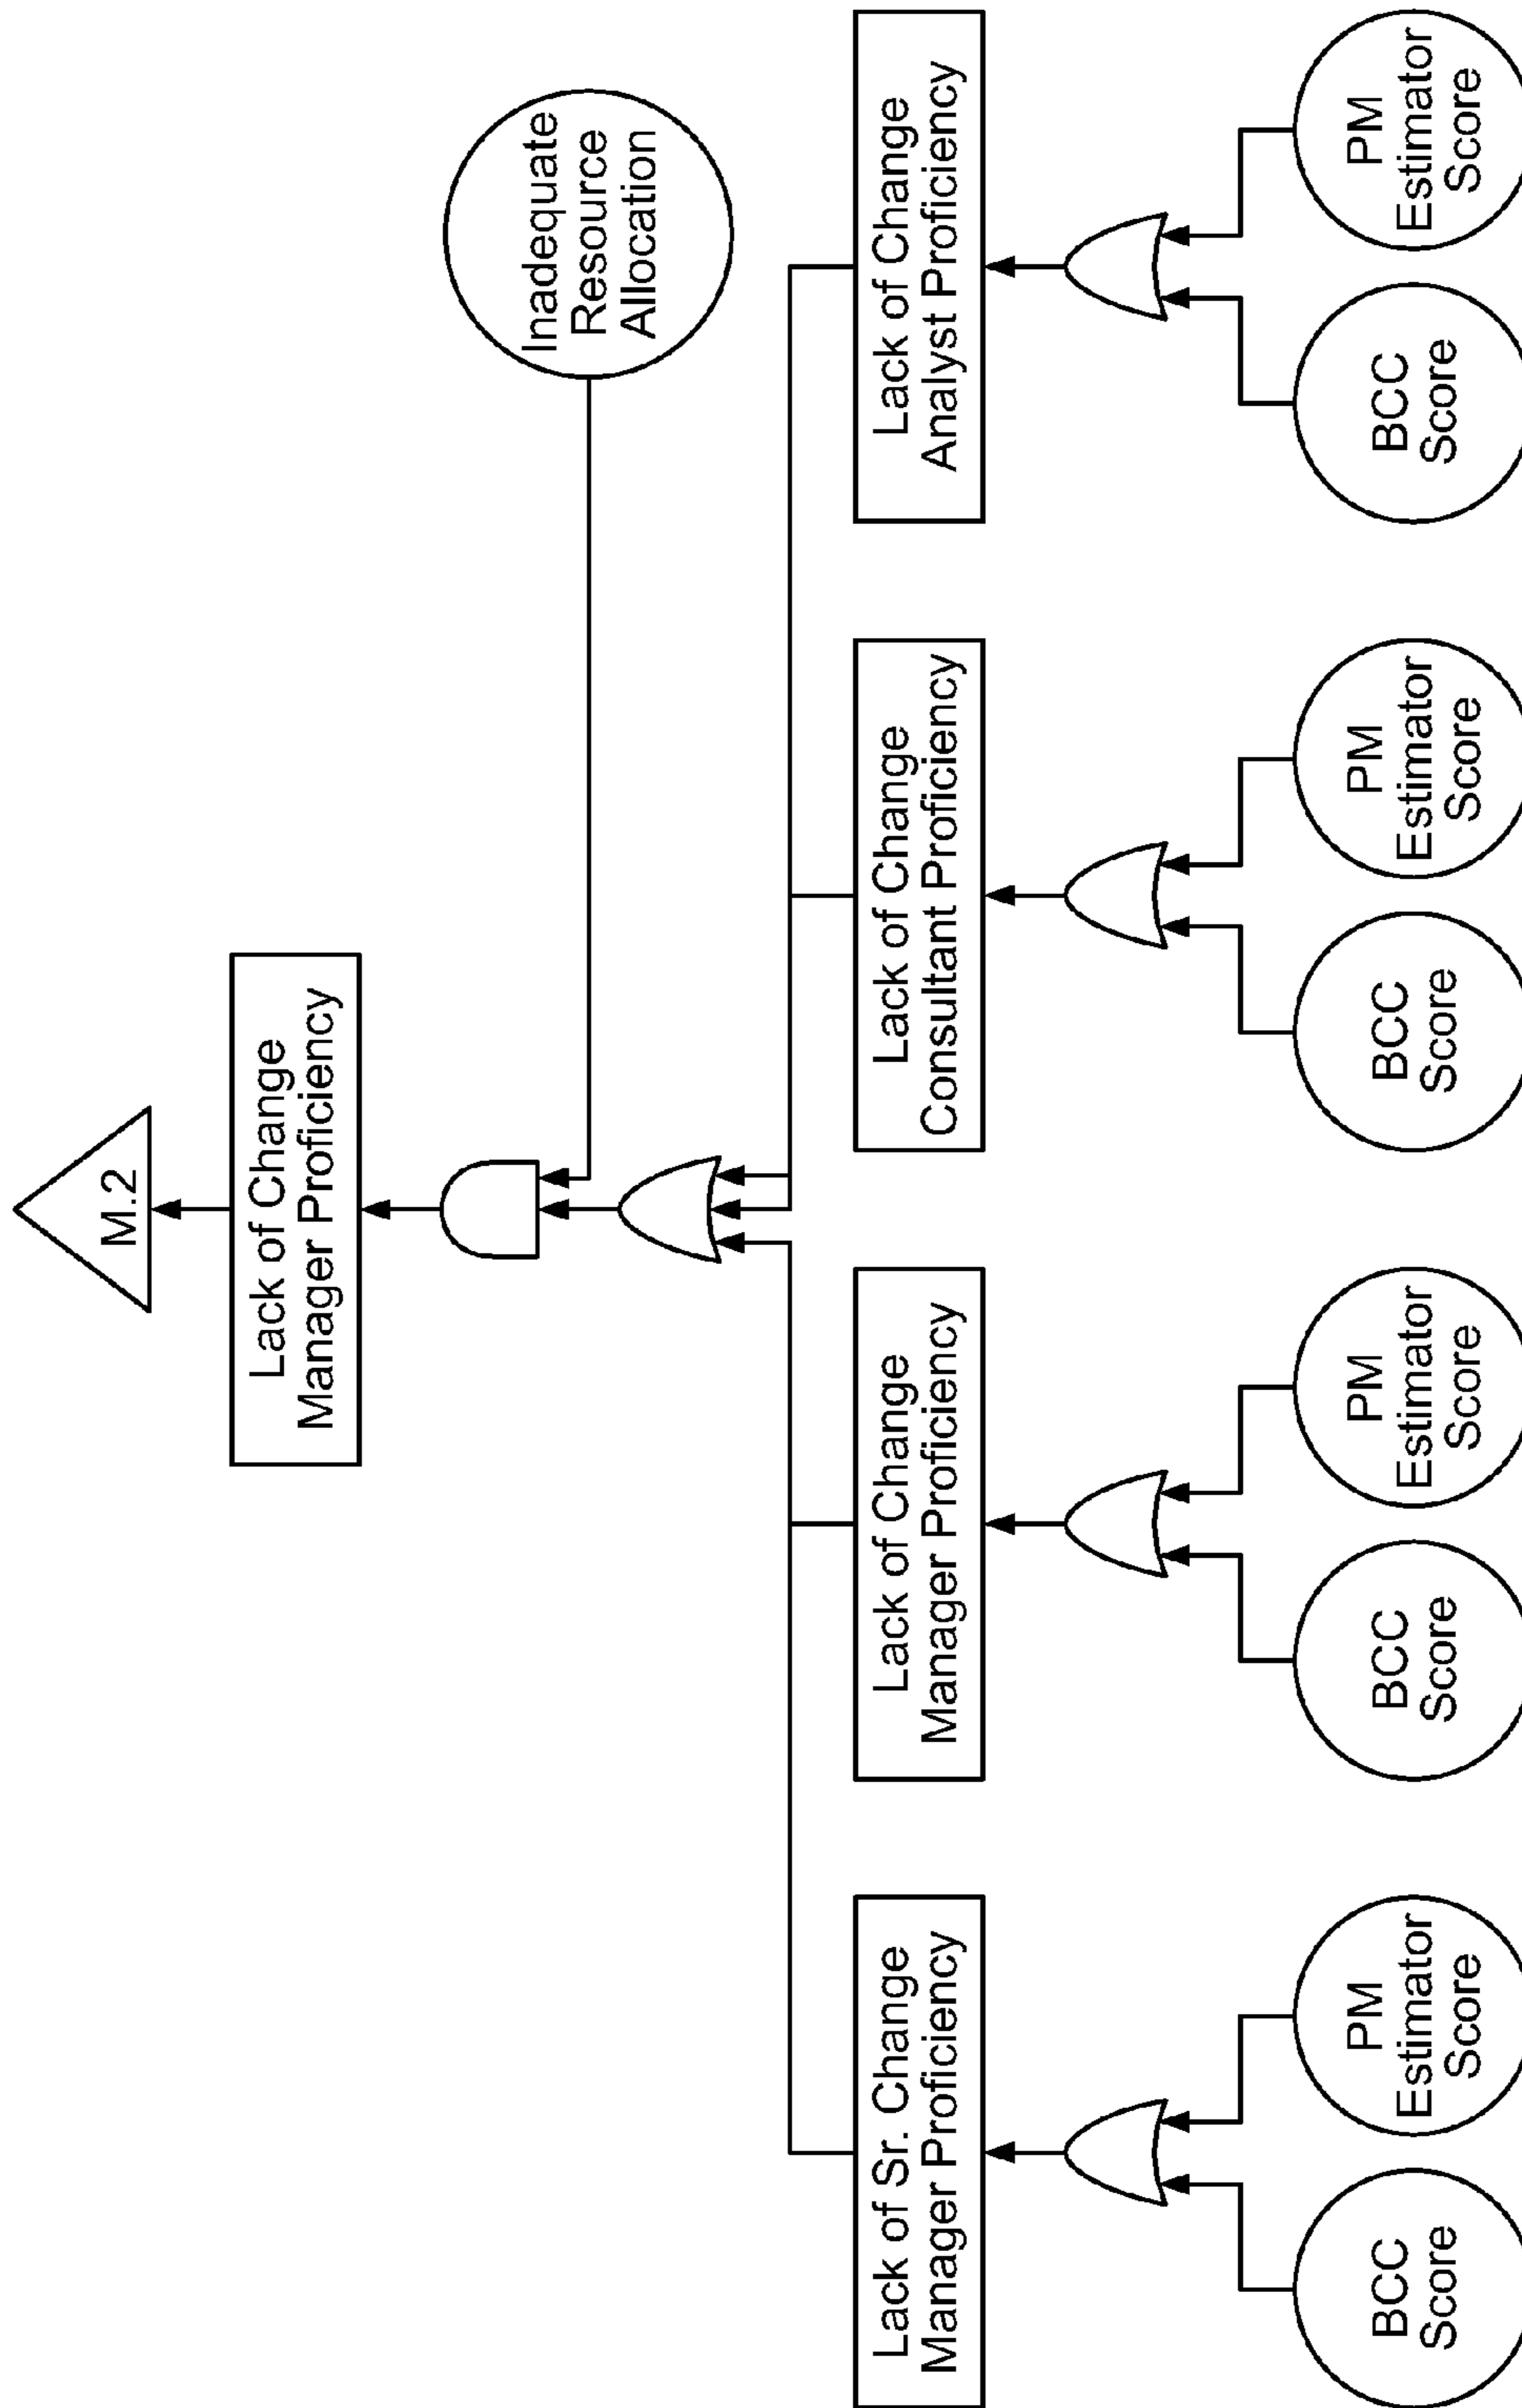 M.2
Lack of Change
Manager Proficiency
Inadequate
Resource
Allocation
Lack of Sr. Change
Manager Proficiency
Lack of Change
Manager Proficiency
Lack of Change
Consultant Proficiency
Lack of Change
Analyst Proficiency
BCC
Score
PM
Estimator
Score
BCC
Score
PM
Estimator
Score
BCC
Score
PM
Estimator
Score
BCC
Score
PM
Estimator
Score